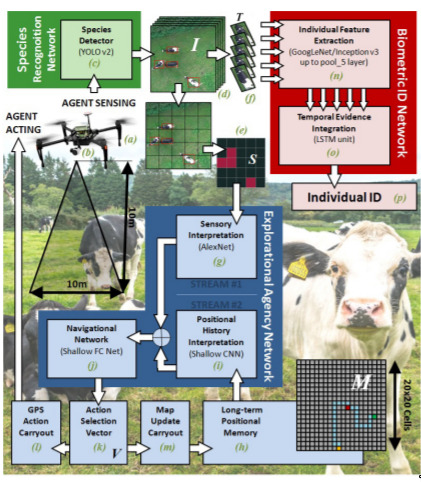 Species
Recognoition
Network
Species
Detector
(YOLO v2)
(c)
I
(d)
T
(f)
Individual Feature
Extraction
(GoogLeNet/Inception v3
up to pool_5 layer)
(n)
Temporal Evidence
Integration
(LSTM unit)
(o)
Biometric ID Network
Individual ID
(p)
AGENT SENSING
AGENT
ACTING
(a)
(b)
10m
10m
(e)
S
Sensory
Interpretation
(AlexNet)
(g)
STREAM #1
STREAM #2
Explorational
Agency Network
Navigational
Network
(Shallow FC Net)
(j)
Positional
History
Interpretation
(Shallow CNN)
(i)
M
20x20 Cells
GPS
Action
Carryout
(l)
Action
Selection
Vector
(k)
V
Map
Update
Carryout
(m)
Long-term
Positional
Memory
(h)